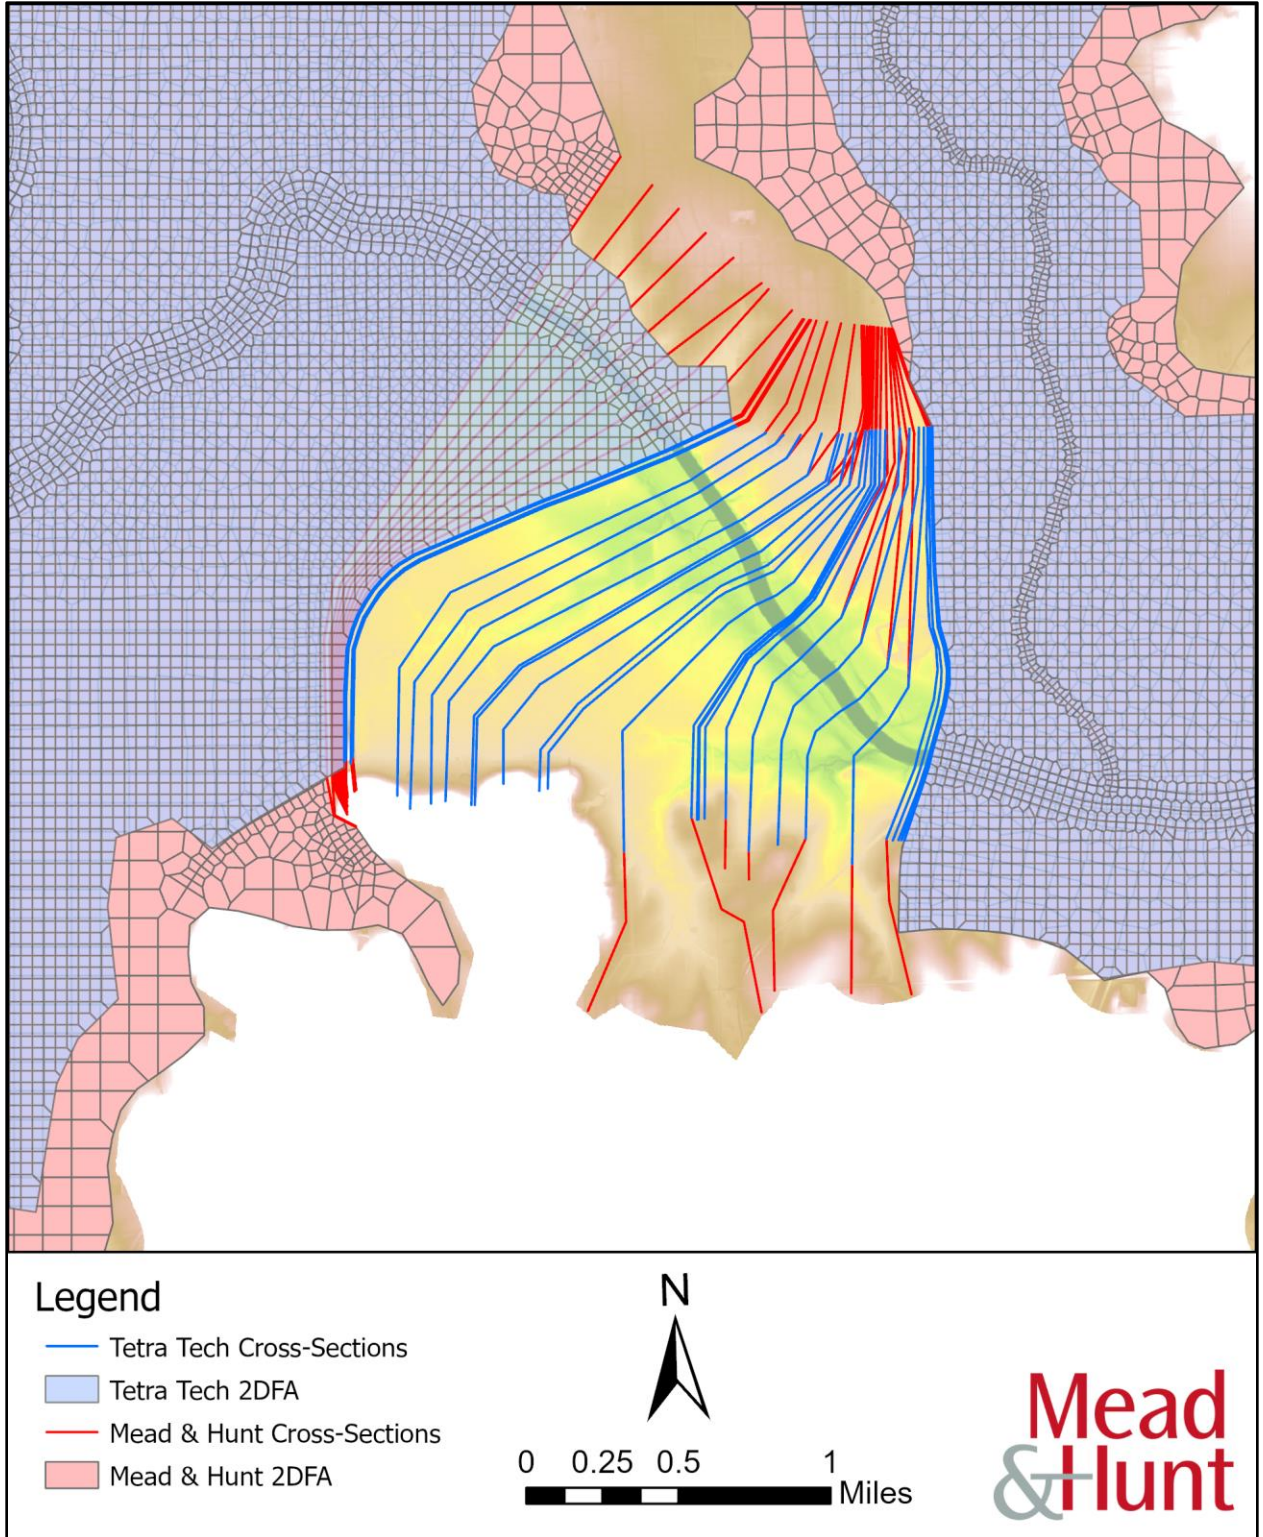 Legend
Tetra Tech Cross-Sections
Tetra Tech 2DFA
Mead & Hunt Cross-Sections
Mead & Hunt 2DFA
N
0 0.25 0.5 1
Miles
Mead
&Hunt